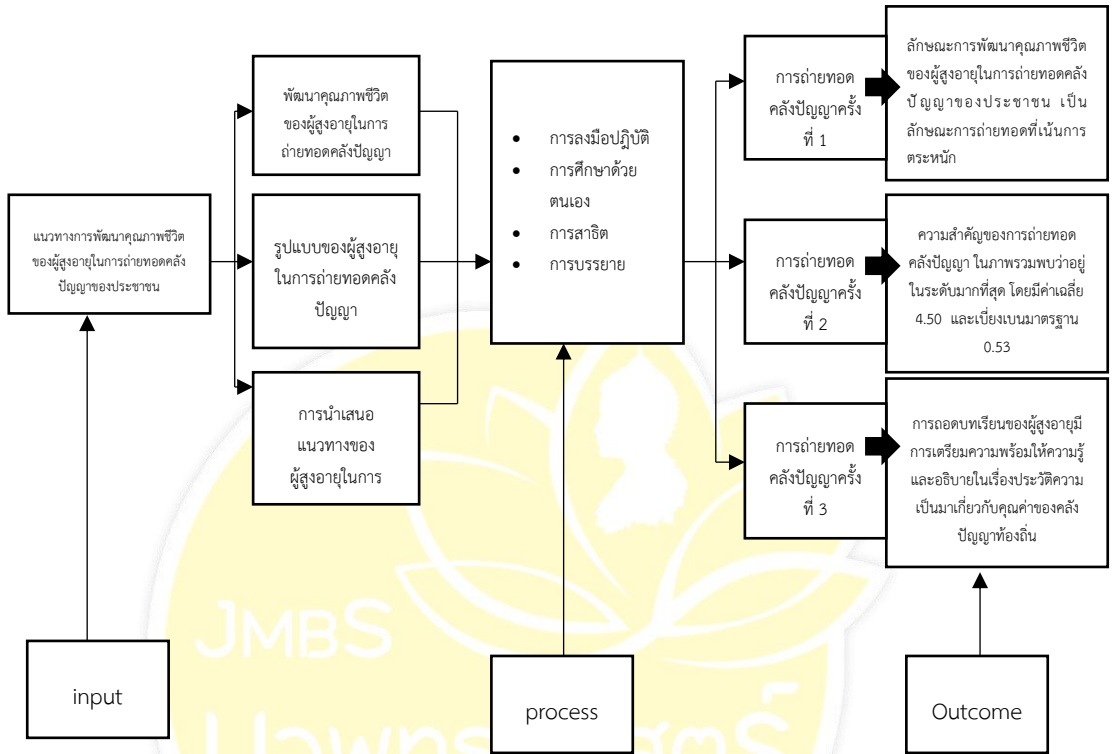 แนวทางการพัฒนาคุณภาพชีวิต
ของผู้สูงอายุในการถ่ายทอดคลัง
ปัญญาของประชาชน
พัฒนาคุณภาพชีวิต
ของผู้สูงอายุในการ
ถ่ายทอดคลังปัญญา
รูปแบบของผู้สูงอายุ
ในการถ่ายทอดคลัง
ปัญญา
การนำเสนอ
แนวทางของ
ผู้สูงอายุในการ
• การลงมือปฏิบัติ
• การศึกษาด้วย
ตนเอง
• การสาธิต
• การบรรยาย
การถ่ายทอด
คลังปัญญาครั้ง
ที่ 1
ลักษณะการพัฒนาคุณภาพชีวิต
ของผู้สูงอายุในการถ่ายทอดคลัง
ปัญญาของประชาชน เป็น
ลักษณะการถ่ายทอดที่เน้นการ
ตระหนัก
การถ่ายทอด
คลังปัญญาครั้ง
ที่ 2
ความสำคัญของการถ่ายทอด
คลังปัญญา ในภาพรวมพบว่าอยู่
ในระดับมากที่สุด โดยมีค่าเฉลี่ย
4.50 และเบี่ยงเบนมาตรฐาน
0.53
การถ่ายทอด
คลังปัญญาครั้ง
ที่ 3
การถอดบทเรียนของผู้สูงอายุมี
การเตรียมความพร้อมให้ความรู้
และอธิบายในเรื่องประวัติความ
เป็นมาเกี่ยวกับคุณค่าของคลัง
ปัญญาท้องถิ่น
JMBS
input
process
Outcome